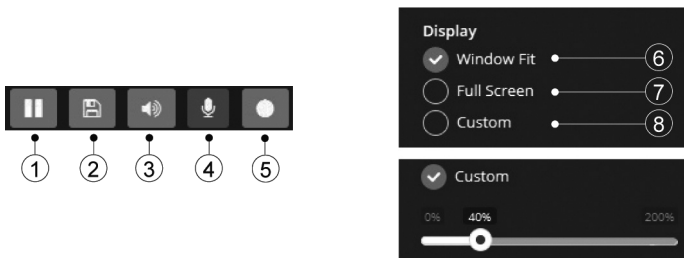 1 2 3 4 5
Display
Window Fit 6
Full Screen 7
Custom 8
Custom
0% 40% 200%